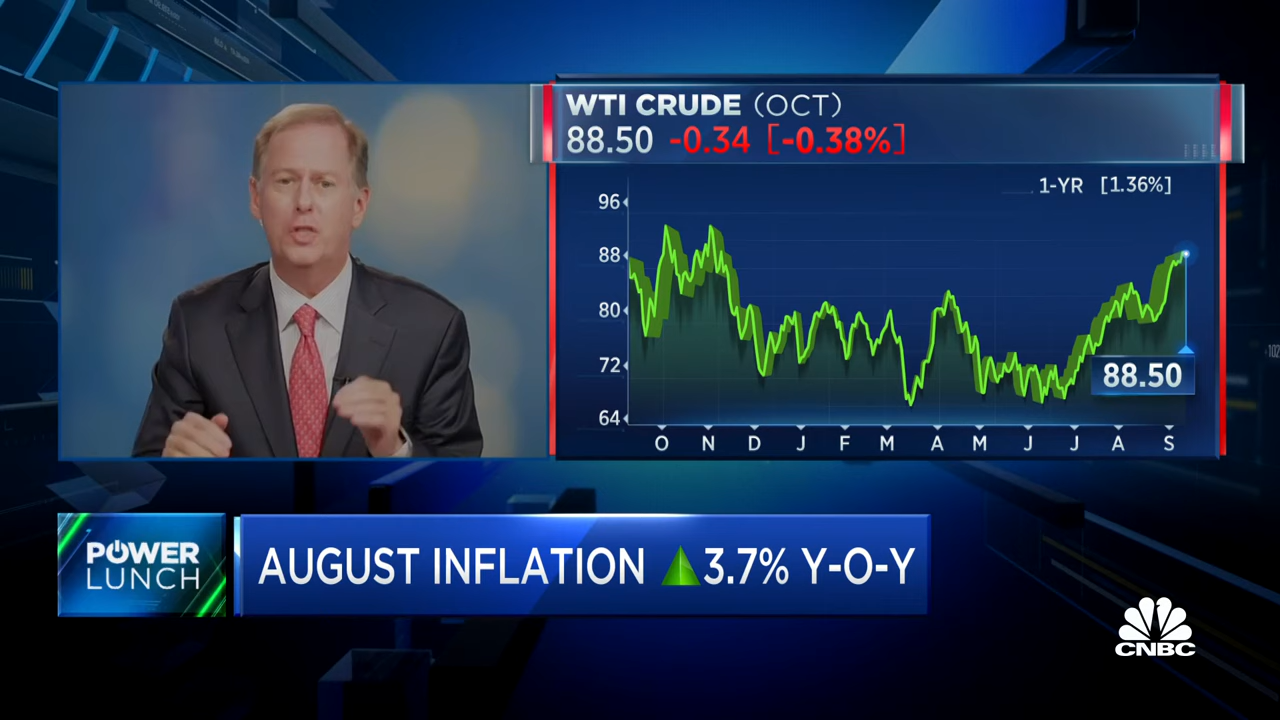 WTI CRUDE (OCT)
88.50 -0.34 [-0.38%]
1-YR [1.36%]
96
88
80
72
64
88.50
O N D J F M A M J J A S
POWER
LUNCH
AUGUST INFLATION ▲3.7% Y-O-Y
CNBC